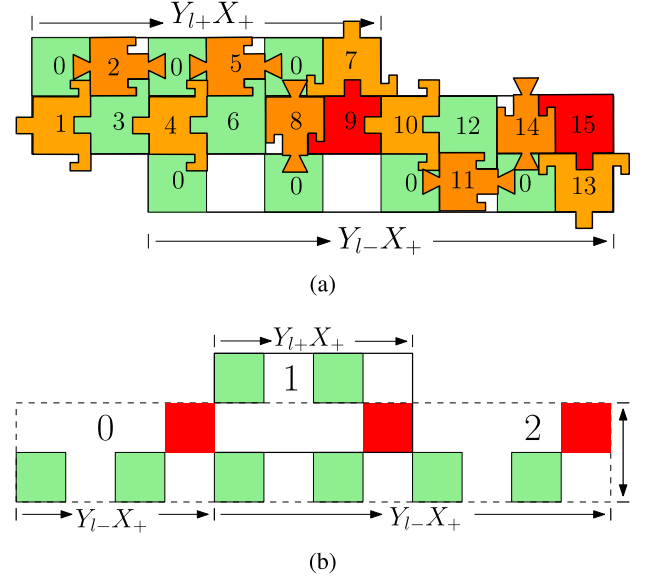 Y_{l+}X_+
0 2 0 5 0 7
1 3 4 6 8 9 10 12 14 15
0 0 0 11 0 13
Y_{l-}X_+
(a)
Y_{l+}X_+
1
0 2
Y_{l-}X_+ Y_{l-}X_+
(b)